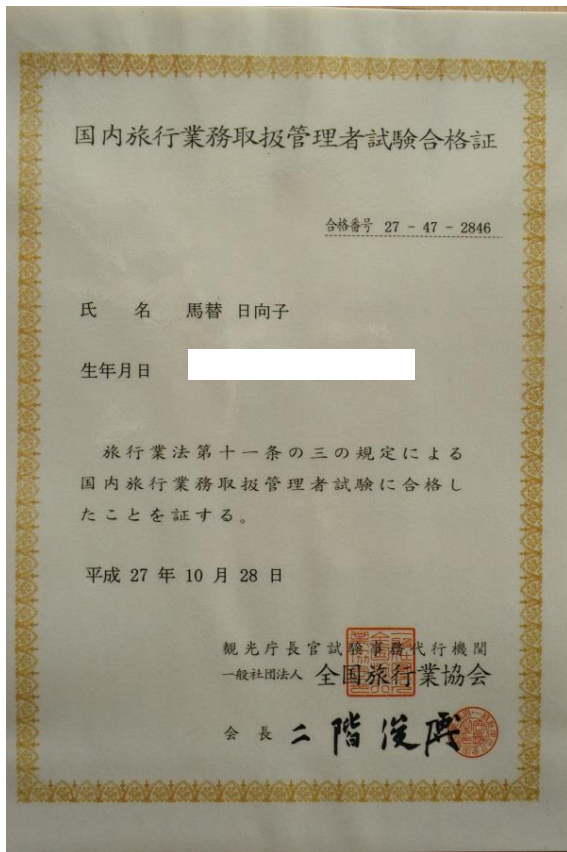 国内旅行業務取扱管理者試験合格証
合格番号 27 - 47 - 2846
氏 名 馬替 日向子
生年月日
旅行業法第十一条の三の規定による
国内旅行業務取扱管理者試験に合格し
たことを証する。
平成 27 年 10 月 28 日
観光庁長官試験事務代行機関
一般社団法人 全国旅行業協会
会 長 二階俊博